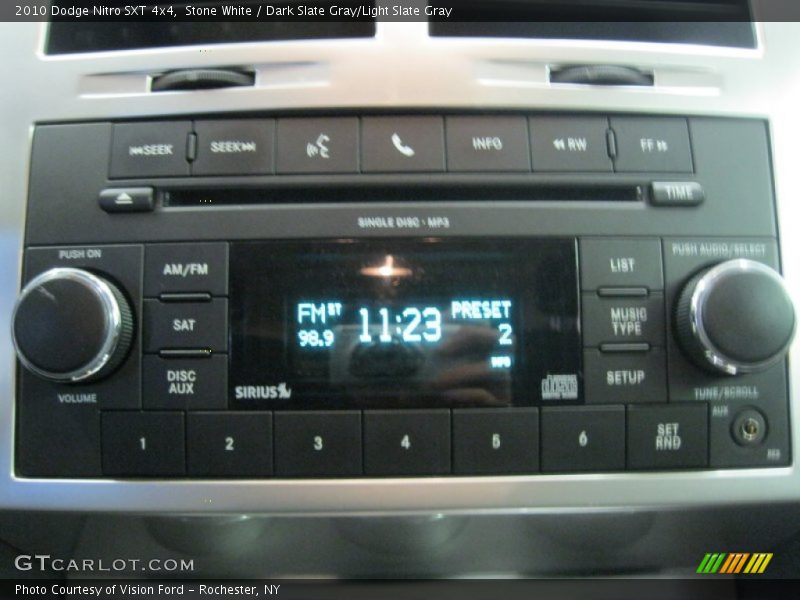 2010 Dodge Nitro SXT 4x4, Stone White / Dark Slate Gray/Light Slate Gray
SEEK
SEEK
INFO
RW
FF
TIME
SINGLE DISC · MP3
PUSH ON
AM/FM
SAT
DISC AUX
VOLUME
FM ST 11:23 PRESET
98.9 2
MP3
SIRIUS
LIST
MUSIC TYPE
SETUP
PUSH AUDIO/SELECT
TUNE/SCROLL
AUX
1
2
3
4
5
6
SET RND
GTCARLOT.COM
Photo Courtesy of Vision Ford – Rochester, NY